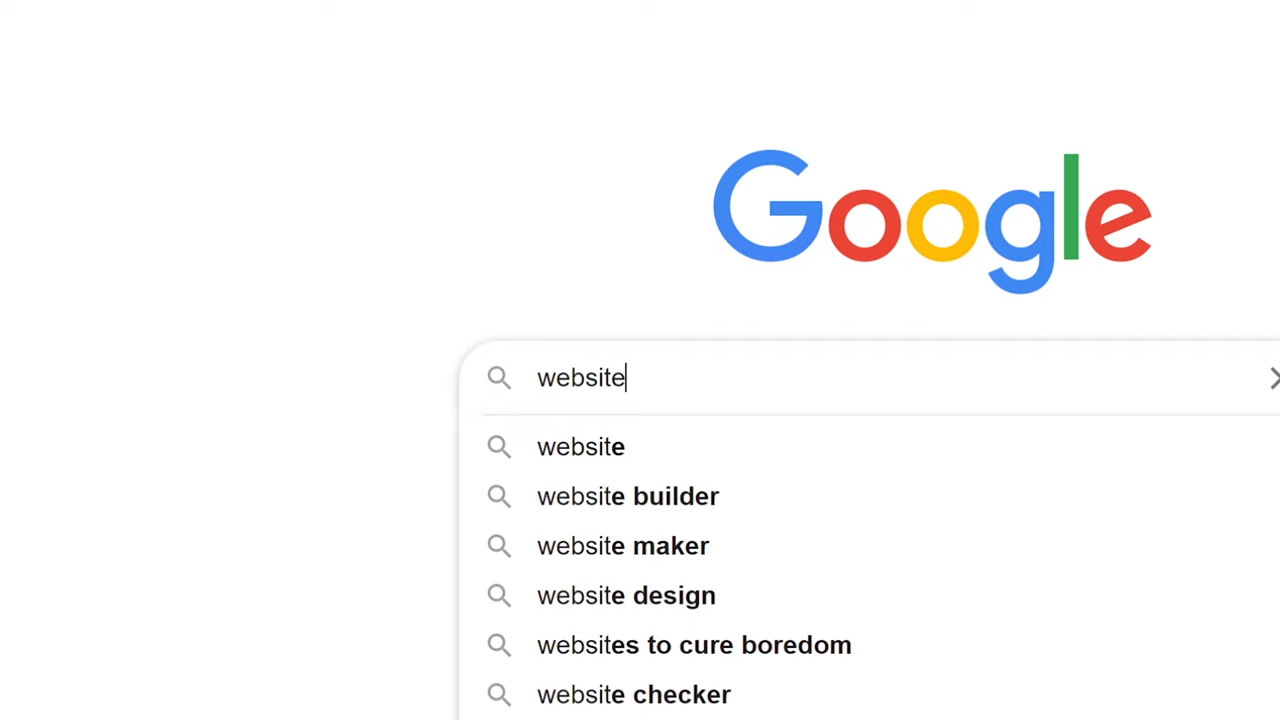 Google
website
website
website builder
website maker
website design
websites to cure boredom
website checker